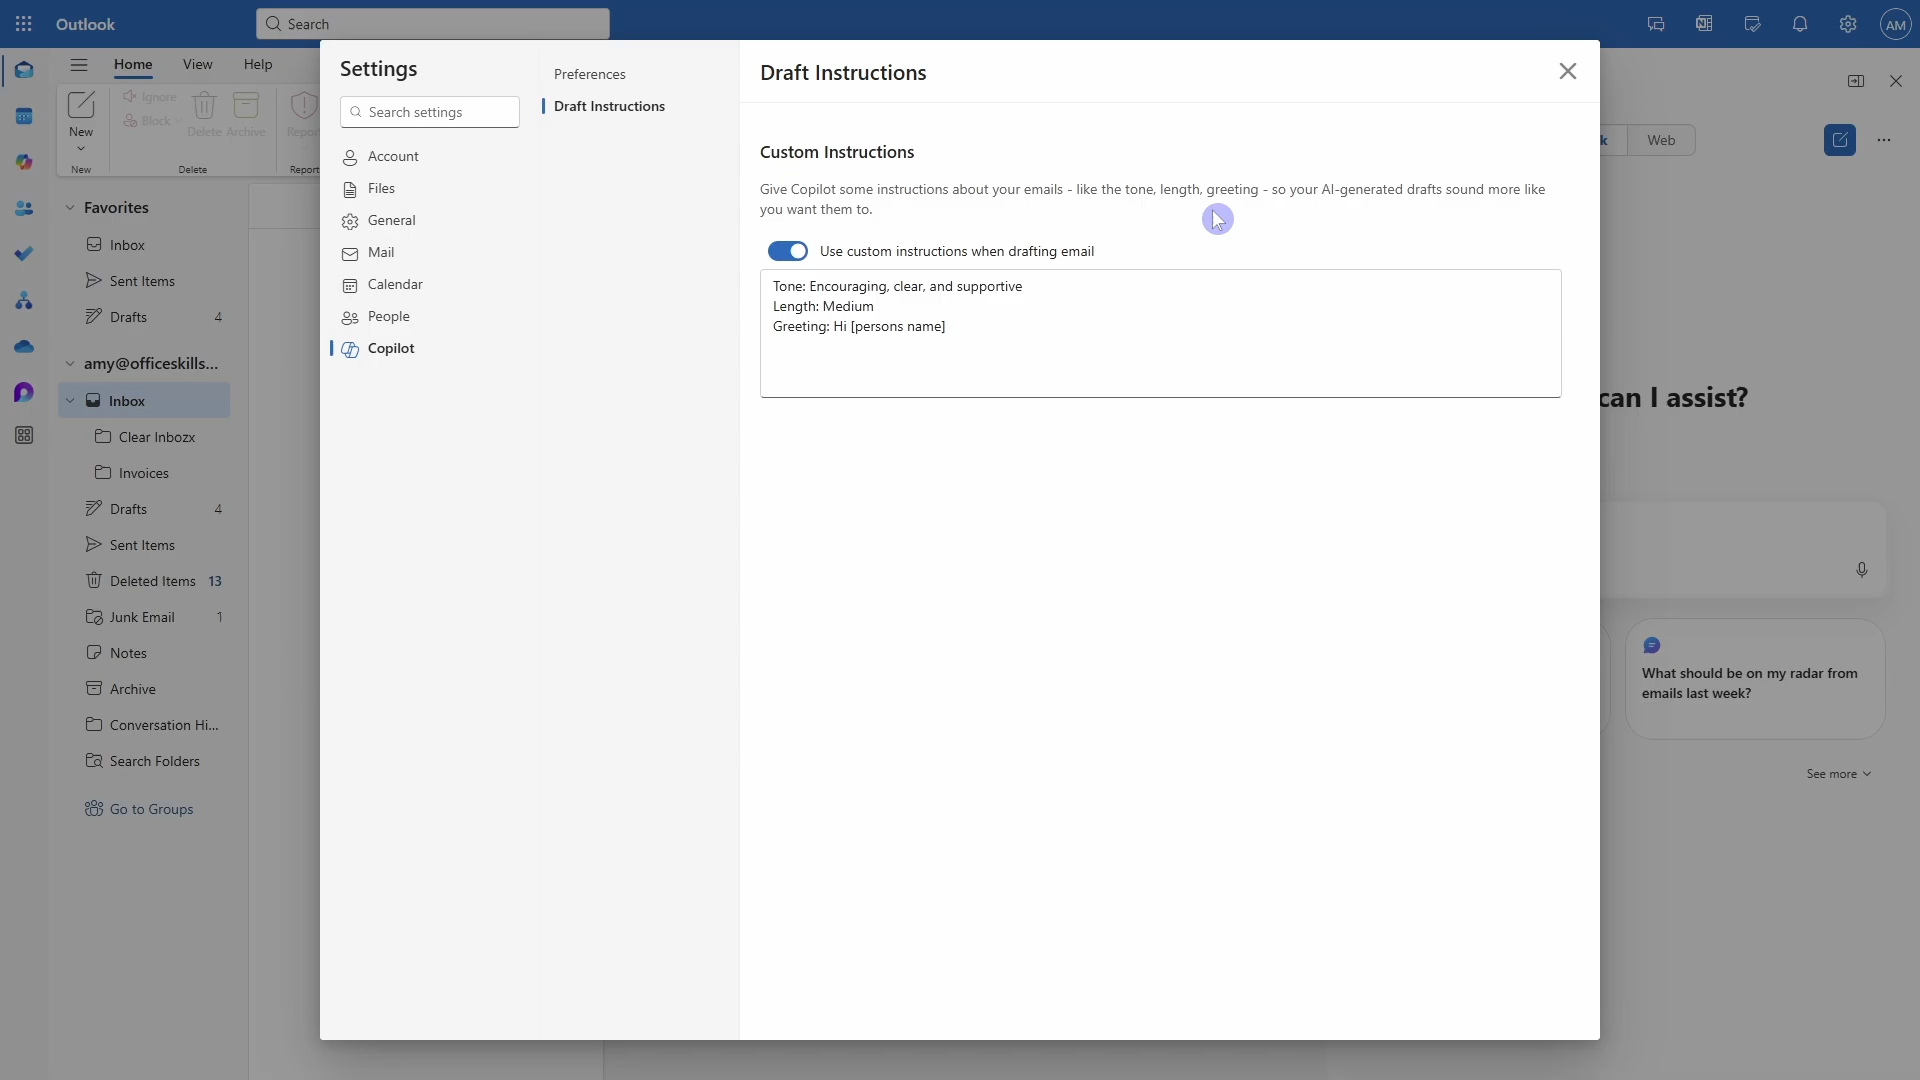 Outlook
Search
AM
Home
View
Help
New
Ignore
Block
Delete
Archive
Report
New
Delete
Report
Favorites
Inbox
Sent Items
Drafts 4
amy@officeskills...
Inbox
Clear Inbozx
Invoices
Drafts 4
Sent Items
Deleted Items 13
Junk Email 1
Notes
Archive
Conversation Hi...
Search Folders
Go to Groups
Settings
Search settings
Account
Files
General
Mail
Calendar
People
Copilot
Preferences
Draft Instructions
Draft Instructions
Custom Instructions
Give Copilot some instructions about your emails - like the tone, length, greeting - so your AI-generated drafts sound more like
you want them to.
Use custom instructions when drafting email
Tone: Encouraging, clear, and supportive
Length: Medium
Greeting: Hi [persons name]
k
Web
can I assist?
What should be on my radar from
emails last week?
See more